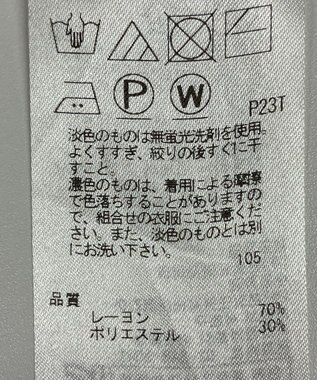 P
W
P23T
淡色のものは無蛍光洗剤を使用。
よくすすぎ、絞りの後すぐに干
すこと。
濃色のものは、着用による摩擦
で色落ちすることがありますの
で、組合せの衣服にご注意くだ
さい。また、淡色のものとは別
にお洗い下さい。
105
品質
レーヨン 70%
ポリエステル 30%